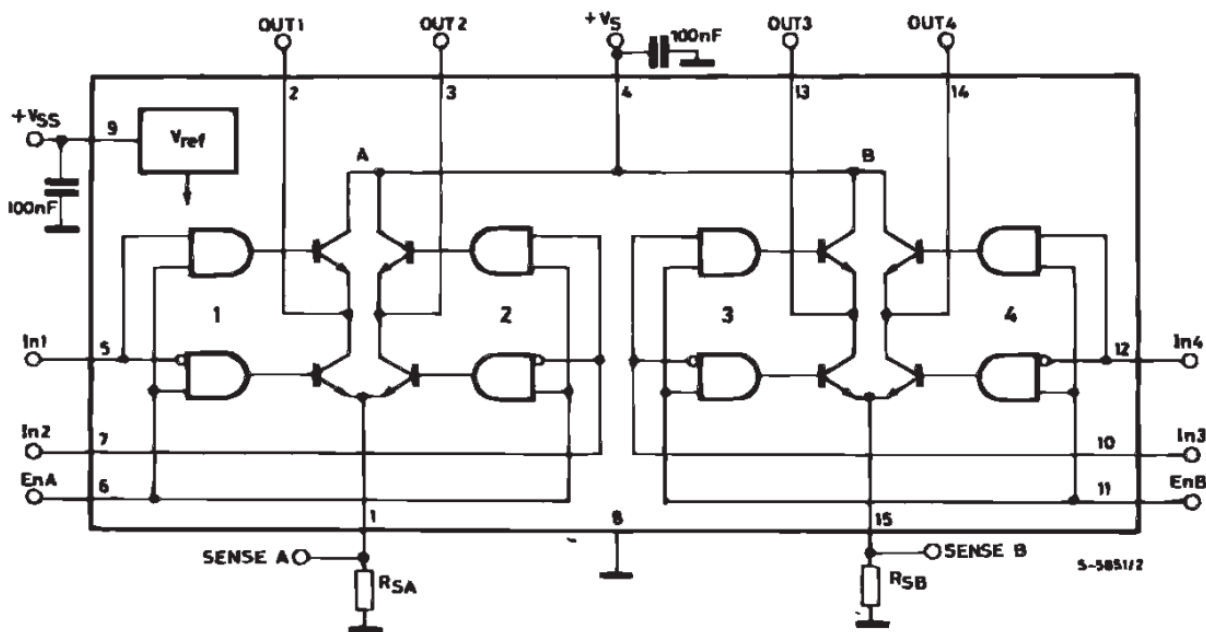 OUT1 OUT2 +VS 100nF OUT3 OUT4
2 3 4 13 14
+VSS 9 Vref
A B
100nF
1 2 3 4
In1 5 12 In4
In2 7 10 In3
EnA 6 11 EnB
1 8 15
SENSE A SENSE B
RSA RSB
S-5851/2